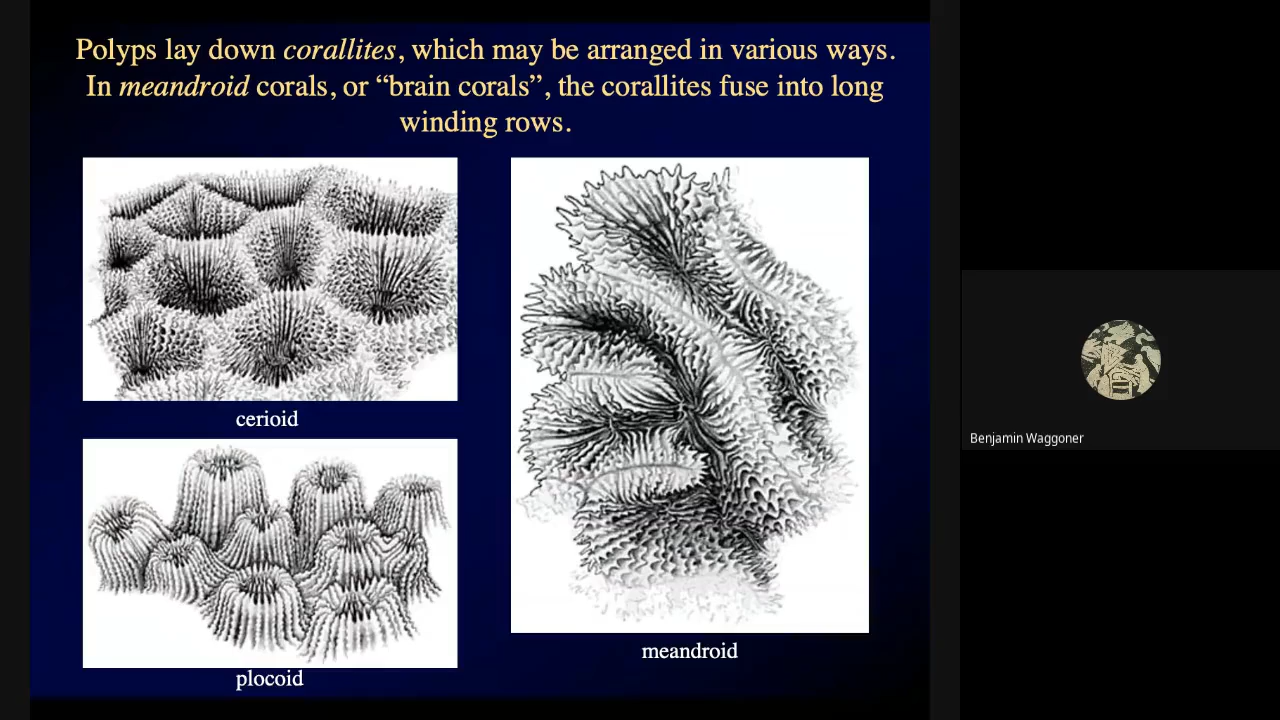 Polyps lay down corallites, which may be arranged in various ways.
In meandroid corals, or “brain corals”, the corallites fuse into long
winding rows.
cerioid
plocoid
meandroid
Benjamin Waggoner